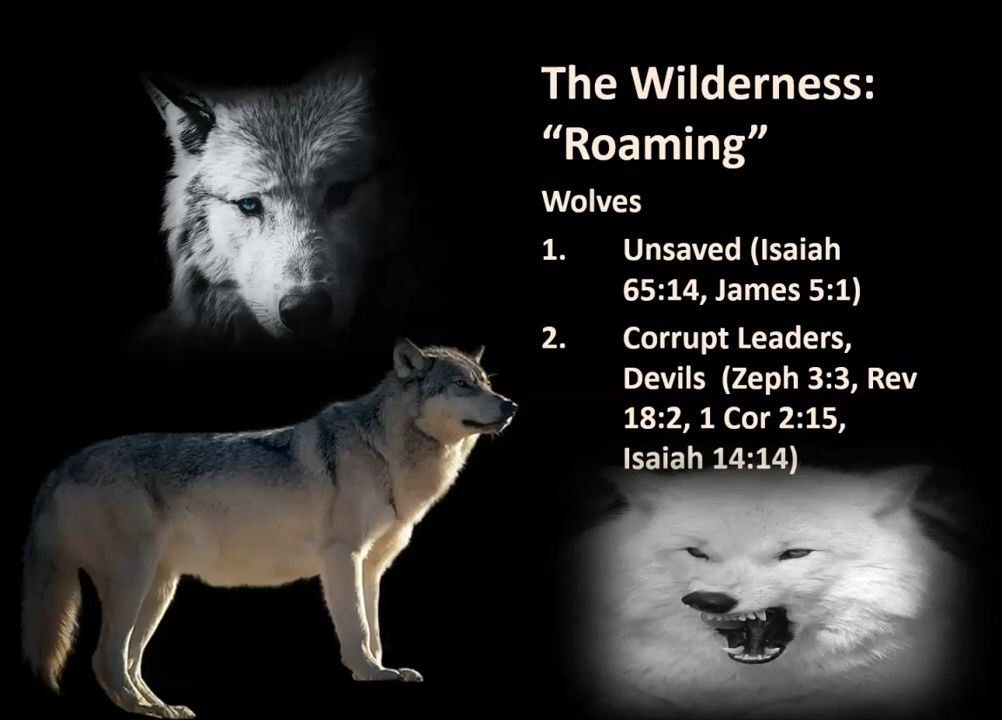 The Wilderness:
“Roaming”
Wolves
1. Unsaved (Isaiah
65:14, James 5:1)
2. Corrupt Leaders,
Devils (Zeph 3:3, Rev
18:2, 1 Cor 2:15,
Isaiah 14:14)